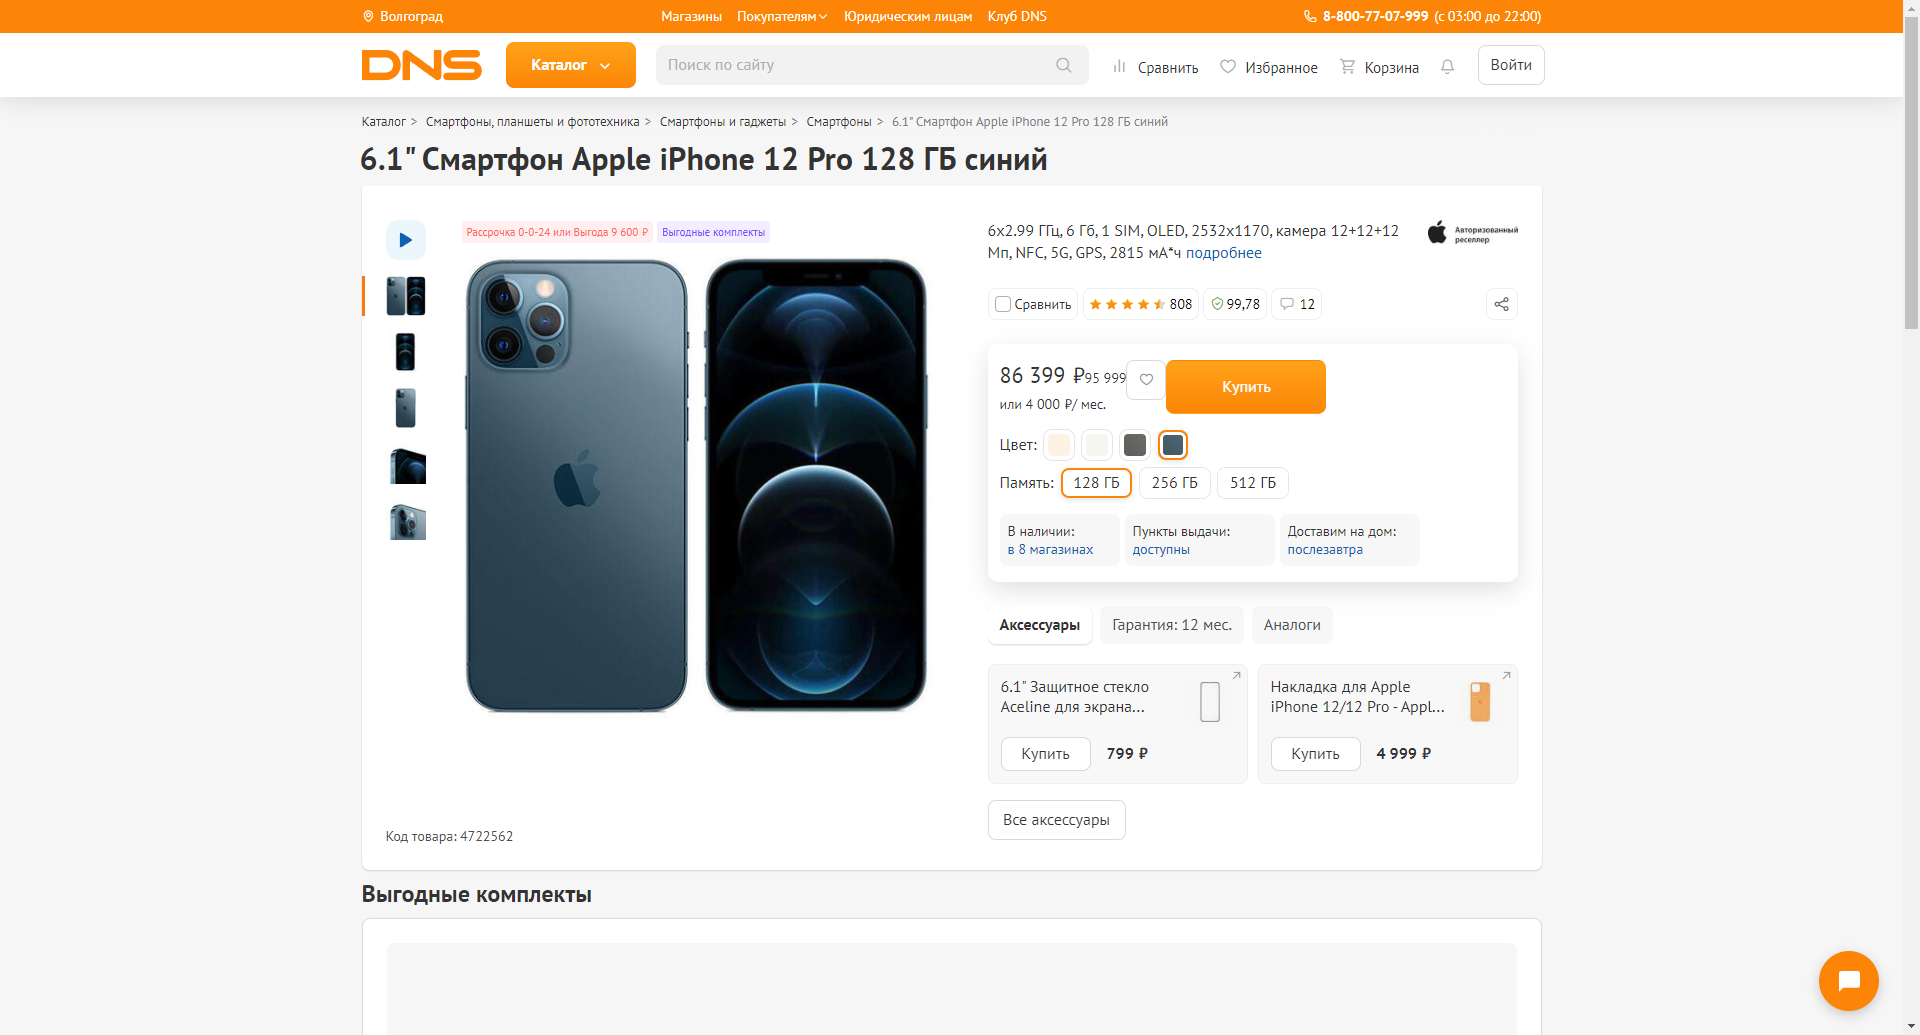 Волгоград
Магазины Покупателям Юридическим лицам Клуб DNS
8-800-77-07-999 (с 03:00 до 22:00)
DNS
Каталог
Поиск по сайту
Сравнить Избранное Корзина
Войти
Каталог > Смартфоны, планшеты и фототехника > Смартфоны и гаджеты > Смартфоны > 6.1" Смартфон Apple iPhone 12 Pro 128 ГБ синий
6.1" Смартфон Apple iPhone 12 Pro 128 ГБ синий
Рассрочка 0-0-24 или Выгода 9 600 ₽ Выгодные комплекты
Код товара: 4722562
6x2.99 ГГц, 6 Гб, 1 SIM, OLED, 2532x1170, камера 12+12+12
Мп, NFC, 5G, GPS, 2815 мА*ч подробнее
Авторизованный
реселлер
Сравнить 808 99,78 12
86 399 ₽ 95 999
или 4 000 ₽/ мес.
Купить
Цвет:
Память: 128 ГБ 256 ГБ 512 ГБ
В наличии:
в 8 магазинах
Пункты выдачи:
доступны
Доставим на дом:
послезавтра
Аксессуары Гарантия: 12 мес. Аналоги
6.1" Защитное стекло
Aceline для экрана...
Купить 799 ₽
Накладка для Apple
iPhone 12/12 Pro - Appl...
Купить 4 999 ₽
Все аксессуары
Выгодные комплекты